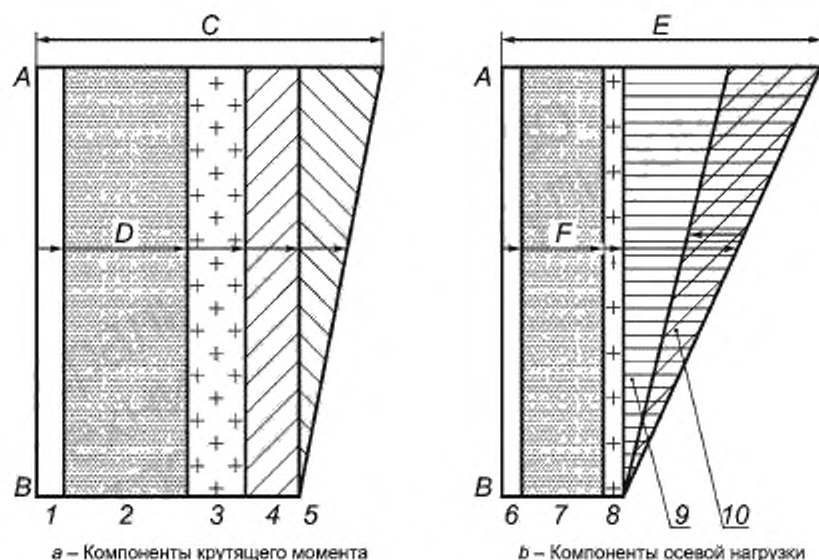 C
E
A
A
D
F
B
B
1 2 3 4 5
6 7 8 9 10
a – Компоненты крутящего момента
b – Компоненты осевой нагрузки